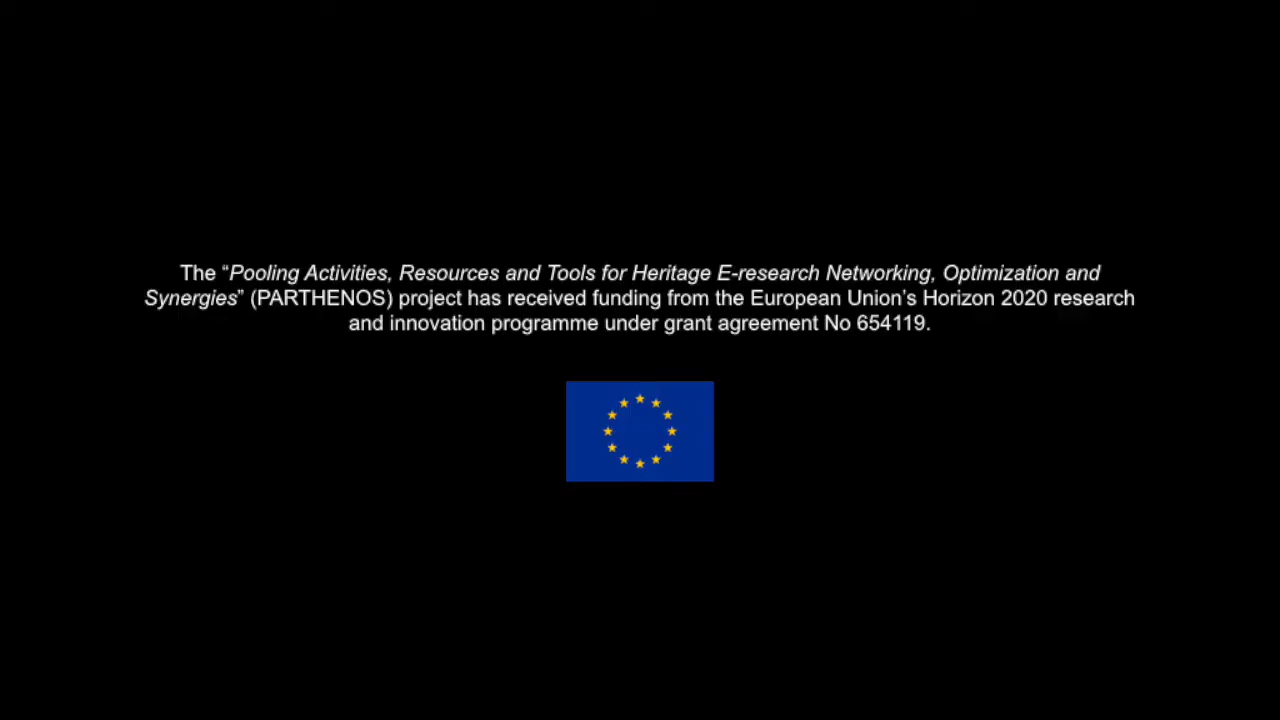 The “Pooling Activities, Resources and Tools for Heritage E-research Networking, Optimization and
Synergies” (PARTHENOS) project has received funding from the European Union’s Horizon 2020 research
and innovation programme under grant agreement No 654119.